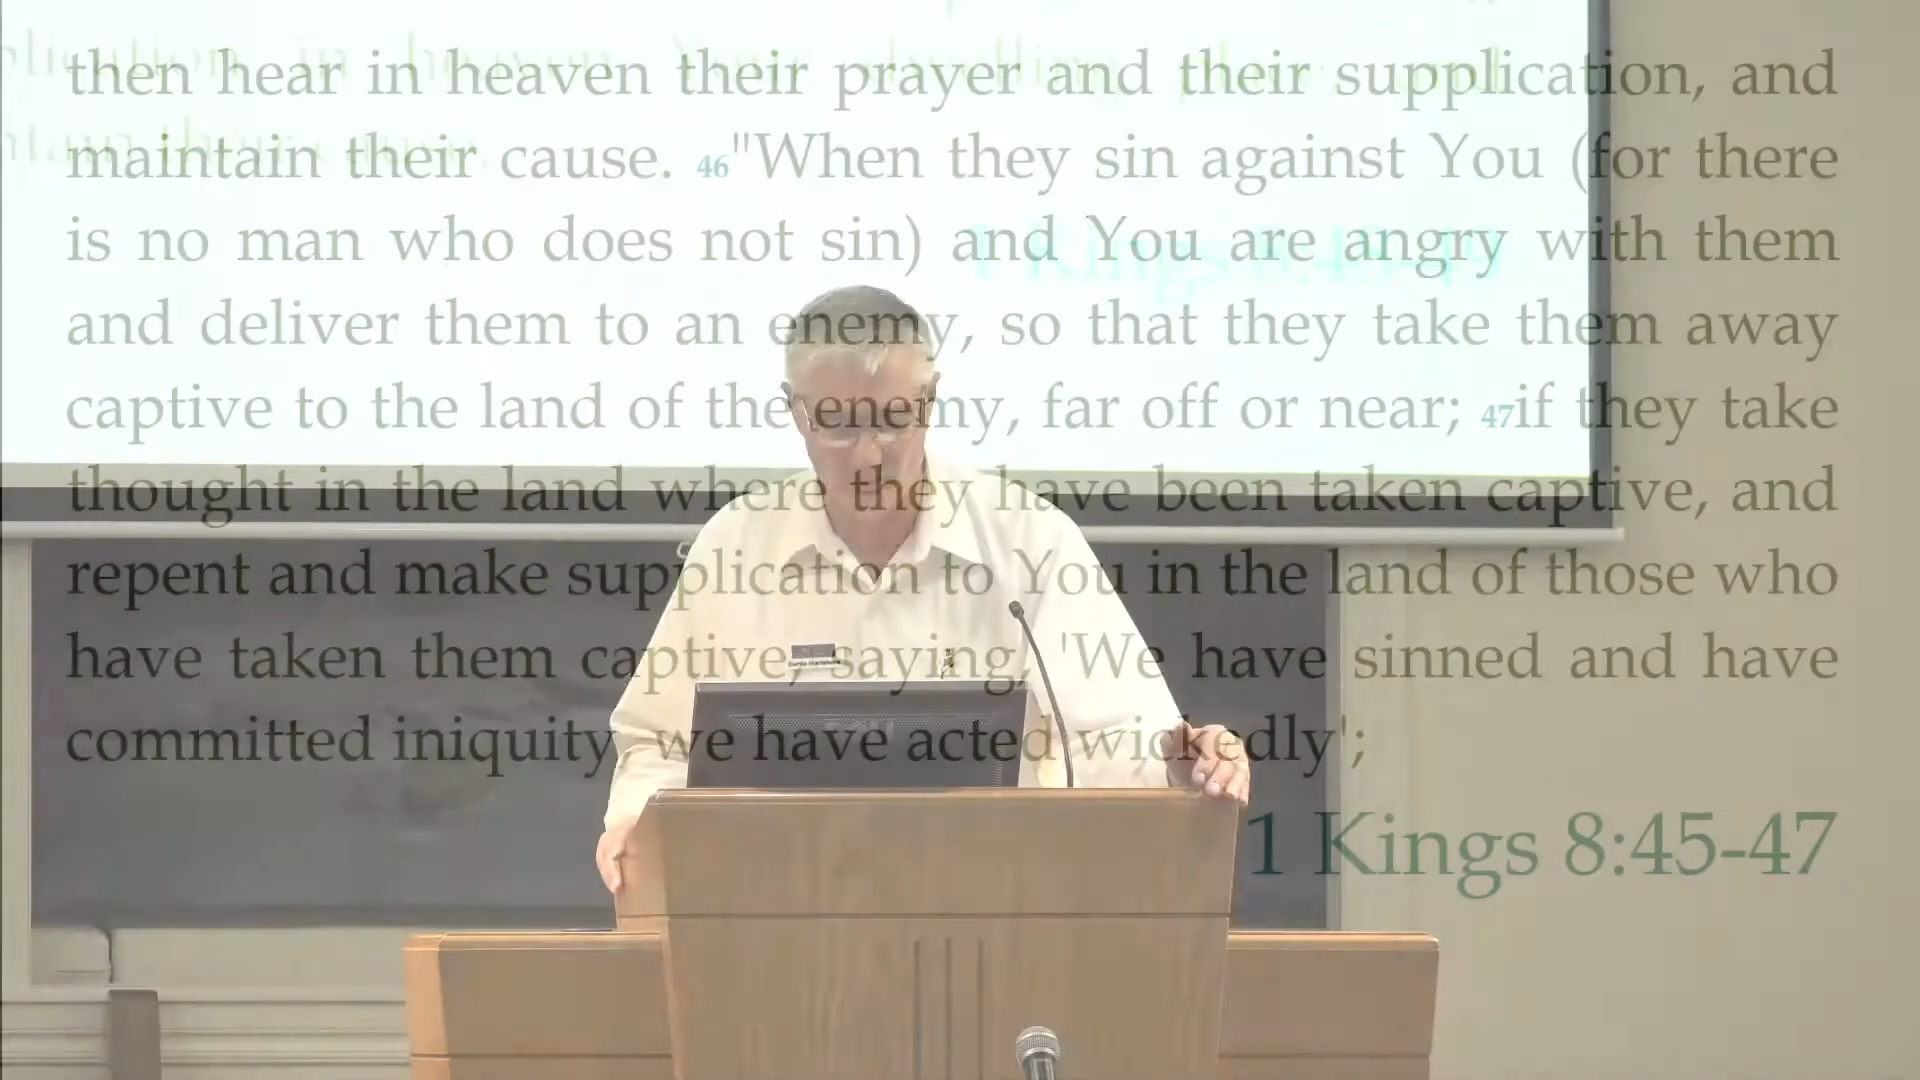 then hear in heaven their prayer and their supplication, and
maintain their cause. 46"When they sin against You (for there
is no man who does not sin) and You are angry with them
and deliver them to an enemy, so that they take them away
captive to the land of the enemy, far off or near; 47if they take
thought in the land where they have been taken captive, and
repent and make supplication to You in the land of those who
have taken them captive, saying, 'We have sinned and have
committed iniquity, we have acted wickedly';
1 Kings 8:45-47